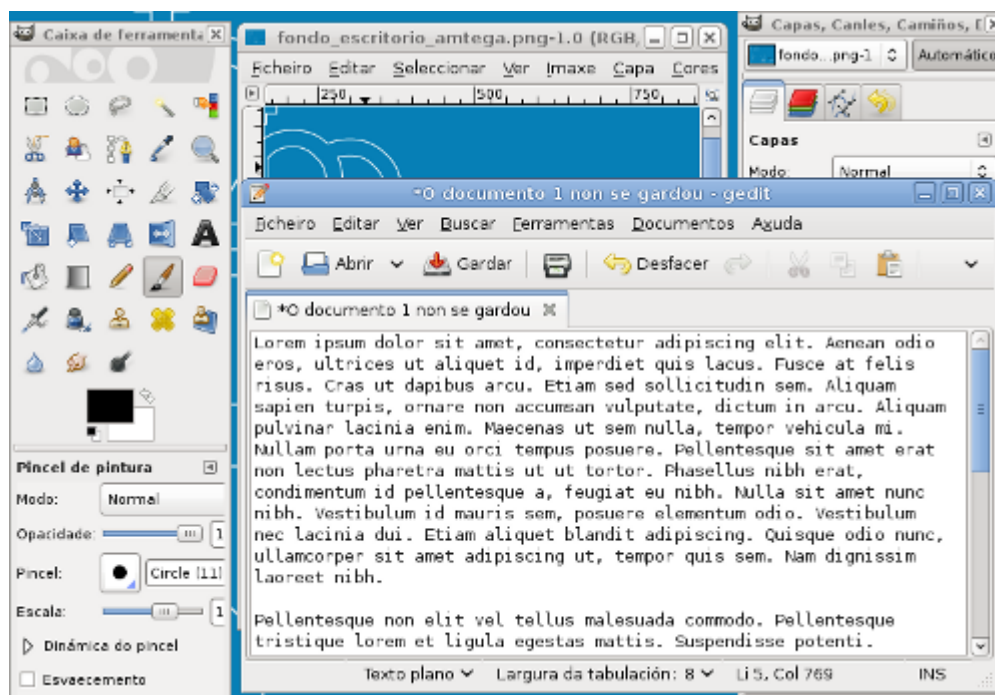 Caixa de ferramenta
fondo_escritorio_amtega.png-1.0 (RGB,
Capas, Canles, Camiños,
Ficheiro Editar Seleccionar Ver Imaxe Capa Cores
fondo...png-1
Automático
250 500 750
Capas
Modo: Normal
*O documento 1 non se gardou - gedit
Ficheiro Editar Ver Buscar Ferramentas Documentos Axuda
Abrir Gardar Desfacer
*O documento 1 non se gardou
Lorem ipsum dolor sit amet, consectetur adipiscing elit. Aenean odio
eros, ultrices ut aliquet id, imperdiet quis lacus. Fusce at felis
risus. Cras ut dapibus arcu. Etiam sed sollicitudin sem. Aliquam
sapien turpis, ornare non accumsan vulputate, dictum in arcu. Aliquam
pulvinar lacinia enim. Maecenas ut sem nulla, tempor vehicula mi.
Nullam porta urna eu orci tempus posuere. Pellentesque sit amet erat
non lectus pharetra mattis ut ut tortor. Phasellus nibh erat,
condimentum id pellentesque a, feugiat eu nibh. Nulla sit amet nunc
nibh. Vestibulum id mauris sem, posuere elementum odio. Vestibulum
nec lacinia dui. Etiam aliquet blandit adipiscing. Quisque odio nunc,
ullamcorper sit amet adipiscing ut, tempor quis sem. Nam dignissim
laoreet nibh.
Pellentesque non elit vel tellus malesuada commodo. Pellentesque
tristique lorem et ligula egestas mattis. Suspendisse potenti.
Texto plano Largura da tabulación: 8 Li 5, Col 769 INS
Pincel de pintura
Modo: Normal
Opacidade: 1
Pincel: Circle (11)
Escala: 1
Dinámica do pincel
Esvaecemento